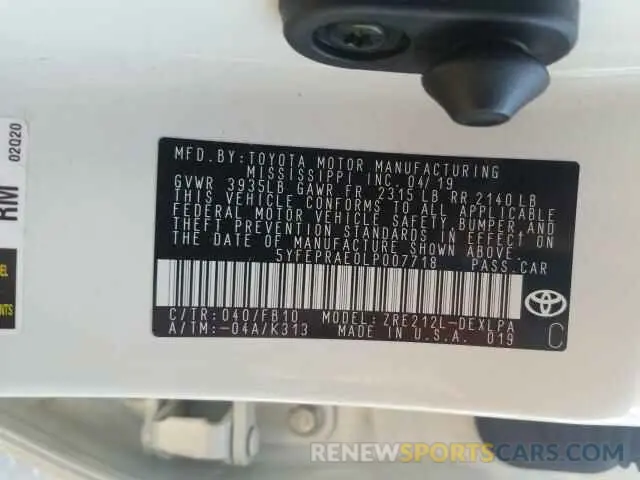 MFD.BY:TOYOTA MOTOR MANUFACTURING
MISSISSIPPI INC. 04/19
GVWR 3935LB GAWR FR 2315 LB RR 2140 LB
THIS VEHICLE CONFORMS TO ALL APPLICABLE
FEDERAL MOTOR VEHICLE SAFETY, BUMPER, AND
THEFT PREVENTION STANDARDS IN EFFECT ON
THE DATE OF MANUFACTURE SHOWN ABOVE.
5YFEPRAE0LP007718 PASS.CAR
C/TR: 040/FB10 MODEL: ZRE212L-DEXLPA
A/TM:-04A/K313 MADE IN U.S.A. 019
C
TOYOTA
RM
02Q20
RENEWSPORTSCARS.COM